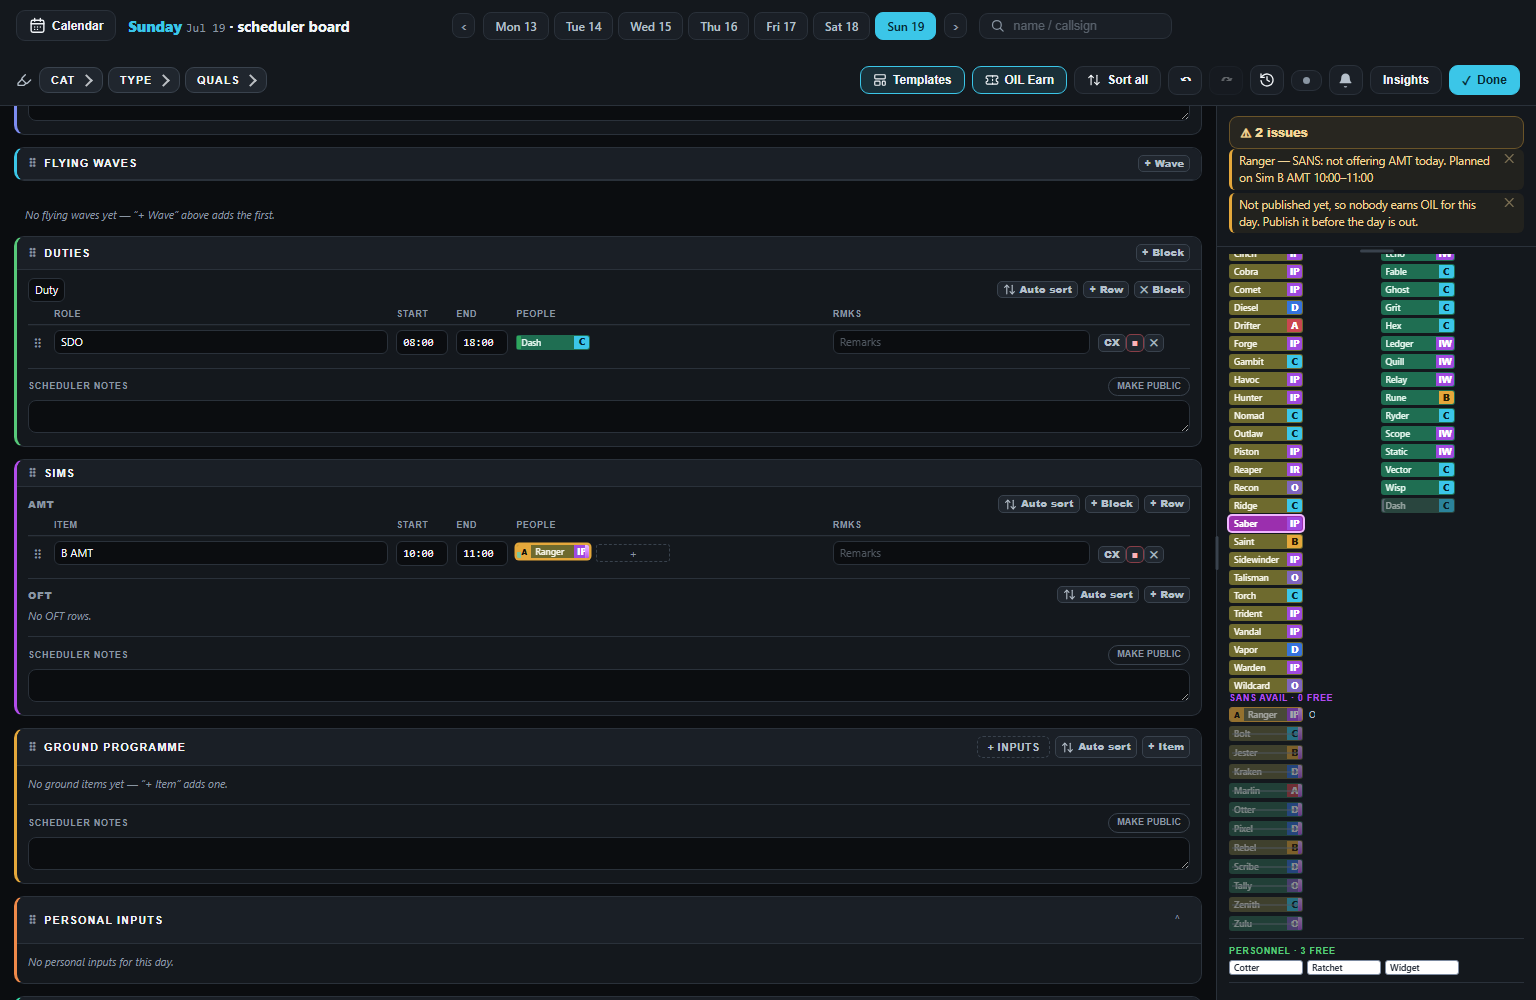 Calendar
Sunday Jul 19 · scheduler board
‹ Mon 13 Tue 14 Wed 15 Thu 16 Fri 17 Sat 18 Sun 19 ›
name / callsign
CAT TYPE QUALS
Templates OIL Earn Sort all Insights ✓ Done
FLYING WAVES
+ Wave
No flying waves yet — "+ Wave" above adds the first.
DUTIES
+ Block
Duty
Auto sort + Row ✕ Block
ROLE START END PEOPLE RMKS
SDO 08:00 18:00 Dash C Remarks CX ✕
SCHEDULER NOTES
MAKE PUBLIC
SIMS
AMT
Auto sort + Block + Row
ITEM START END PEOPLE RMKS
B AMT 10:00 11:00 A Ranger IP + Remarks CX ✕
OFT
Auto sort + Row
No OFT rows.
SCHEDULER NOTES
MAKE PUBLIC
GROUND PROGRAMME
+ INPUTS Auto sort + Item
No ground items yet — "+ Item" adds one.
SCHEDULER NOTES
MAKE PUBLIC
PERSONAL INPUTS
No personal inputs for this day.
⚠ 2 issues
Ranger — SANS: not offering AMT today. Planned
on Sim B AMT 10:00–11:00
Not published yet, so nobody earns OIL for this
day. Publish it before the day is out.
Cinch IP
Cobra IP
Comet IP
Diesel D
Drifter A
Forge IP
Gambit C
Havoc IP
Hunter IP
Nomad C
Outlaw C
Piston IP
Reaper IR
Recon O
Ridge C
Saber IP
Saint B
Sidewinder IP
Talisman O
Torch C
Trident IP
Vandal IP
Vapor D
Warden IP
Wildcard O
Echo IW
Fable C
Ghost C
Grit C
Hex C
Ledger IW
Quill IW
Relay IW
Rune B
Ryder C
Scope IW
Static IW
Vector C
Wisp C
Dash C
SANS AVAIL · 0 FREE
A Ranger IP O
Bolt C
Jester B
Kraken D
Marlin A
Otter D
Pixel D
Rebel B
Scribe D
Tally O
Zenith C
Zulu O
PERSONNEL · 3 FREE
Cotter Ratchet Widget